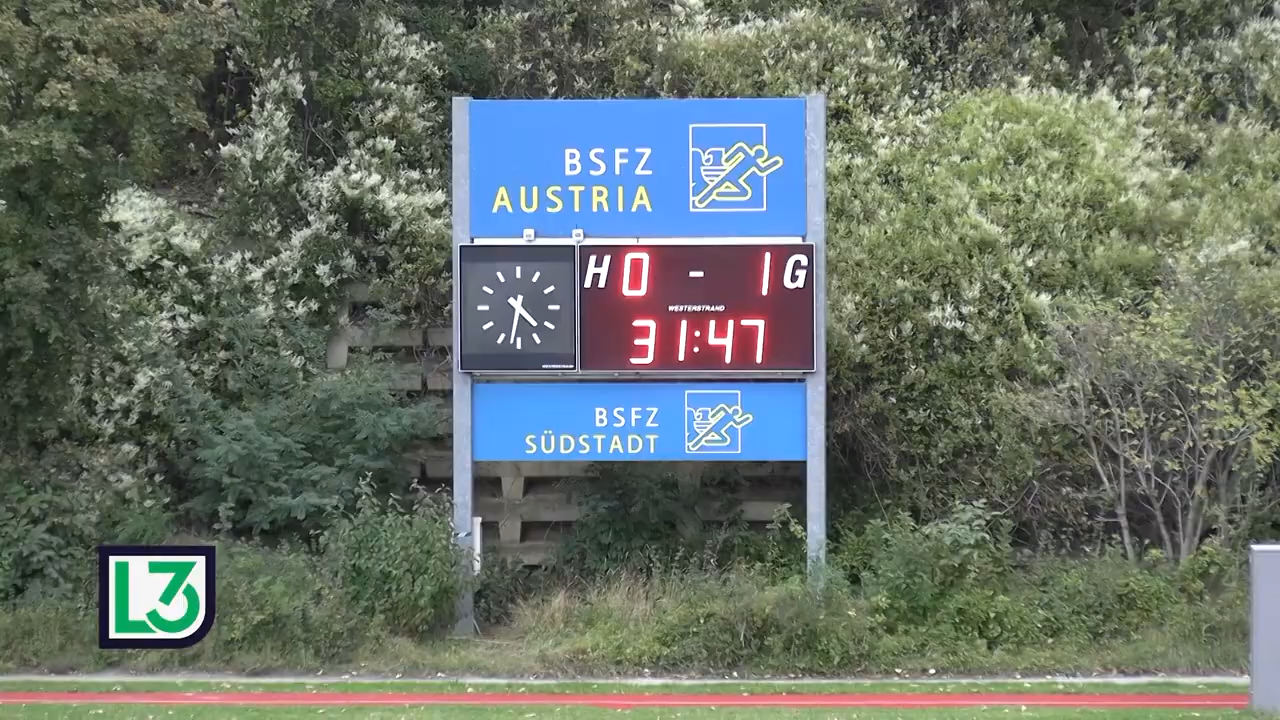 BSFZ
AUSTRIA
H 0 - 1 G
WESTERSTRAND
31:47
BSFZ
SÜDSTADT
L3